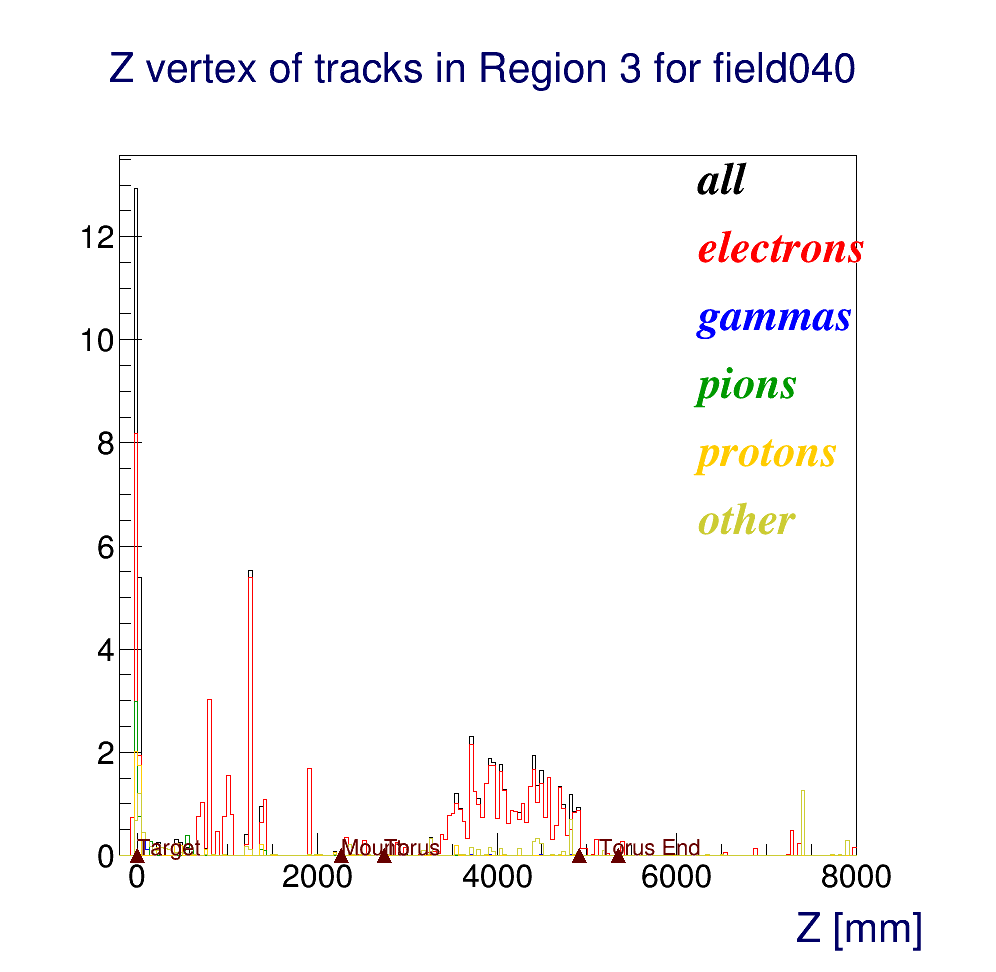 Z vertex of tracks in Region 3 for field040
all
electrons
gammas
pions
protons
other
12
10
8
6
4
2
0
Target
Torus
Torus End
0
2000
4000
6000
8000
Z [mm]